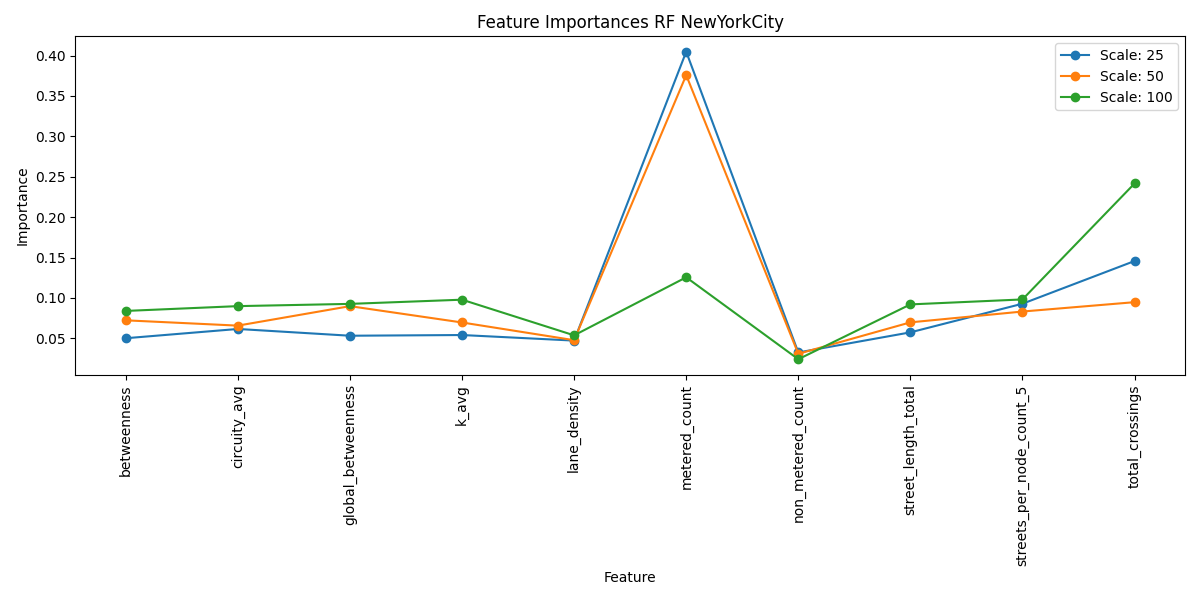 Feature Importances RF NewYorkCity
Scale: 25
Scale: 50
Scale: 100
Importance
0.40
0.35
0.30
0.25
0.20
0.15
0.10
0.05
betweenness
circuity_avg
global_betweenness
k_avg
lane_density
metered_count
non_metered_count
street_length_total
streets_per_node_count_5
total_crossings
Feature